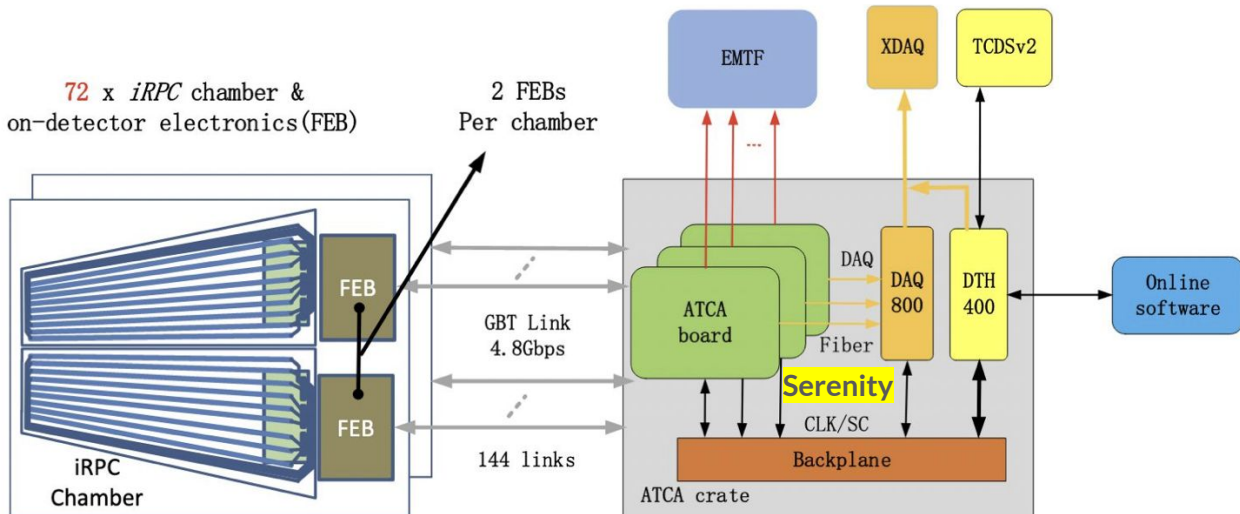 72 x iRPC chamber &
on-detector electronics(FEB)
2 FEBs
Per chamber
EMTF
XDAQ
TCDSv2
...
FEB
FEB
iRPC
Chamber
GBT Link
4.8Gbps
144 links
ATCA
board
DAQ
Fiber
DAQ
800
DTH
400
Online
software
Serenity
CLK/SC
Backplane
ATCA crate